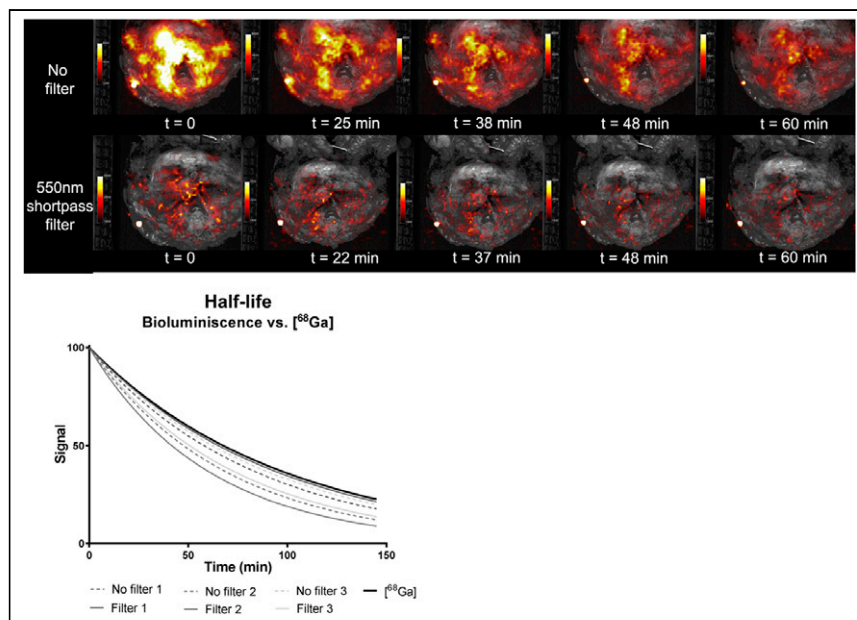 No
filter
t = 0
t = 25 min
t = 38 min
t = 48 min
t = 60 min
550nm
shortpass
filter
t = 0
t = 22 min
t = 37 min
t = 48 min
t = 60 min
Half-life
Bioluminiscence vs. [⁶⁸Ga]
Signal
100
50
0
0 50 100 150
Time (min)
No filter 1 No filter 2 No filter 3 [⁶⁸Ga]
Filter 1 Filter 2 Filter 3